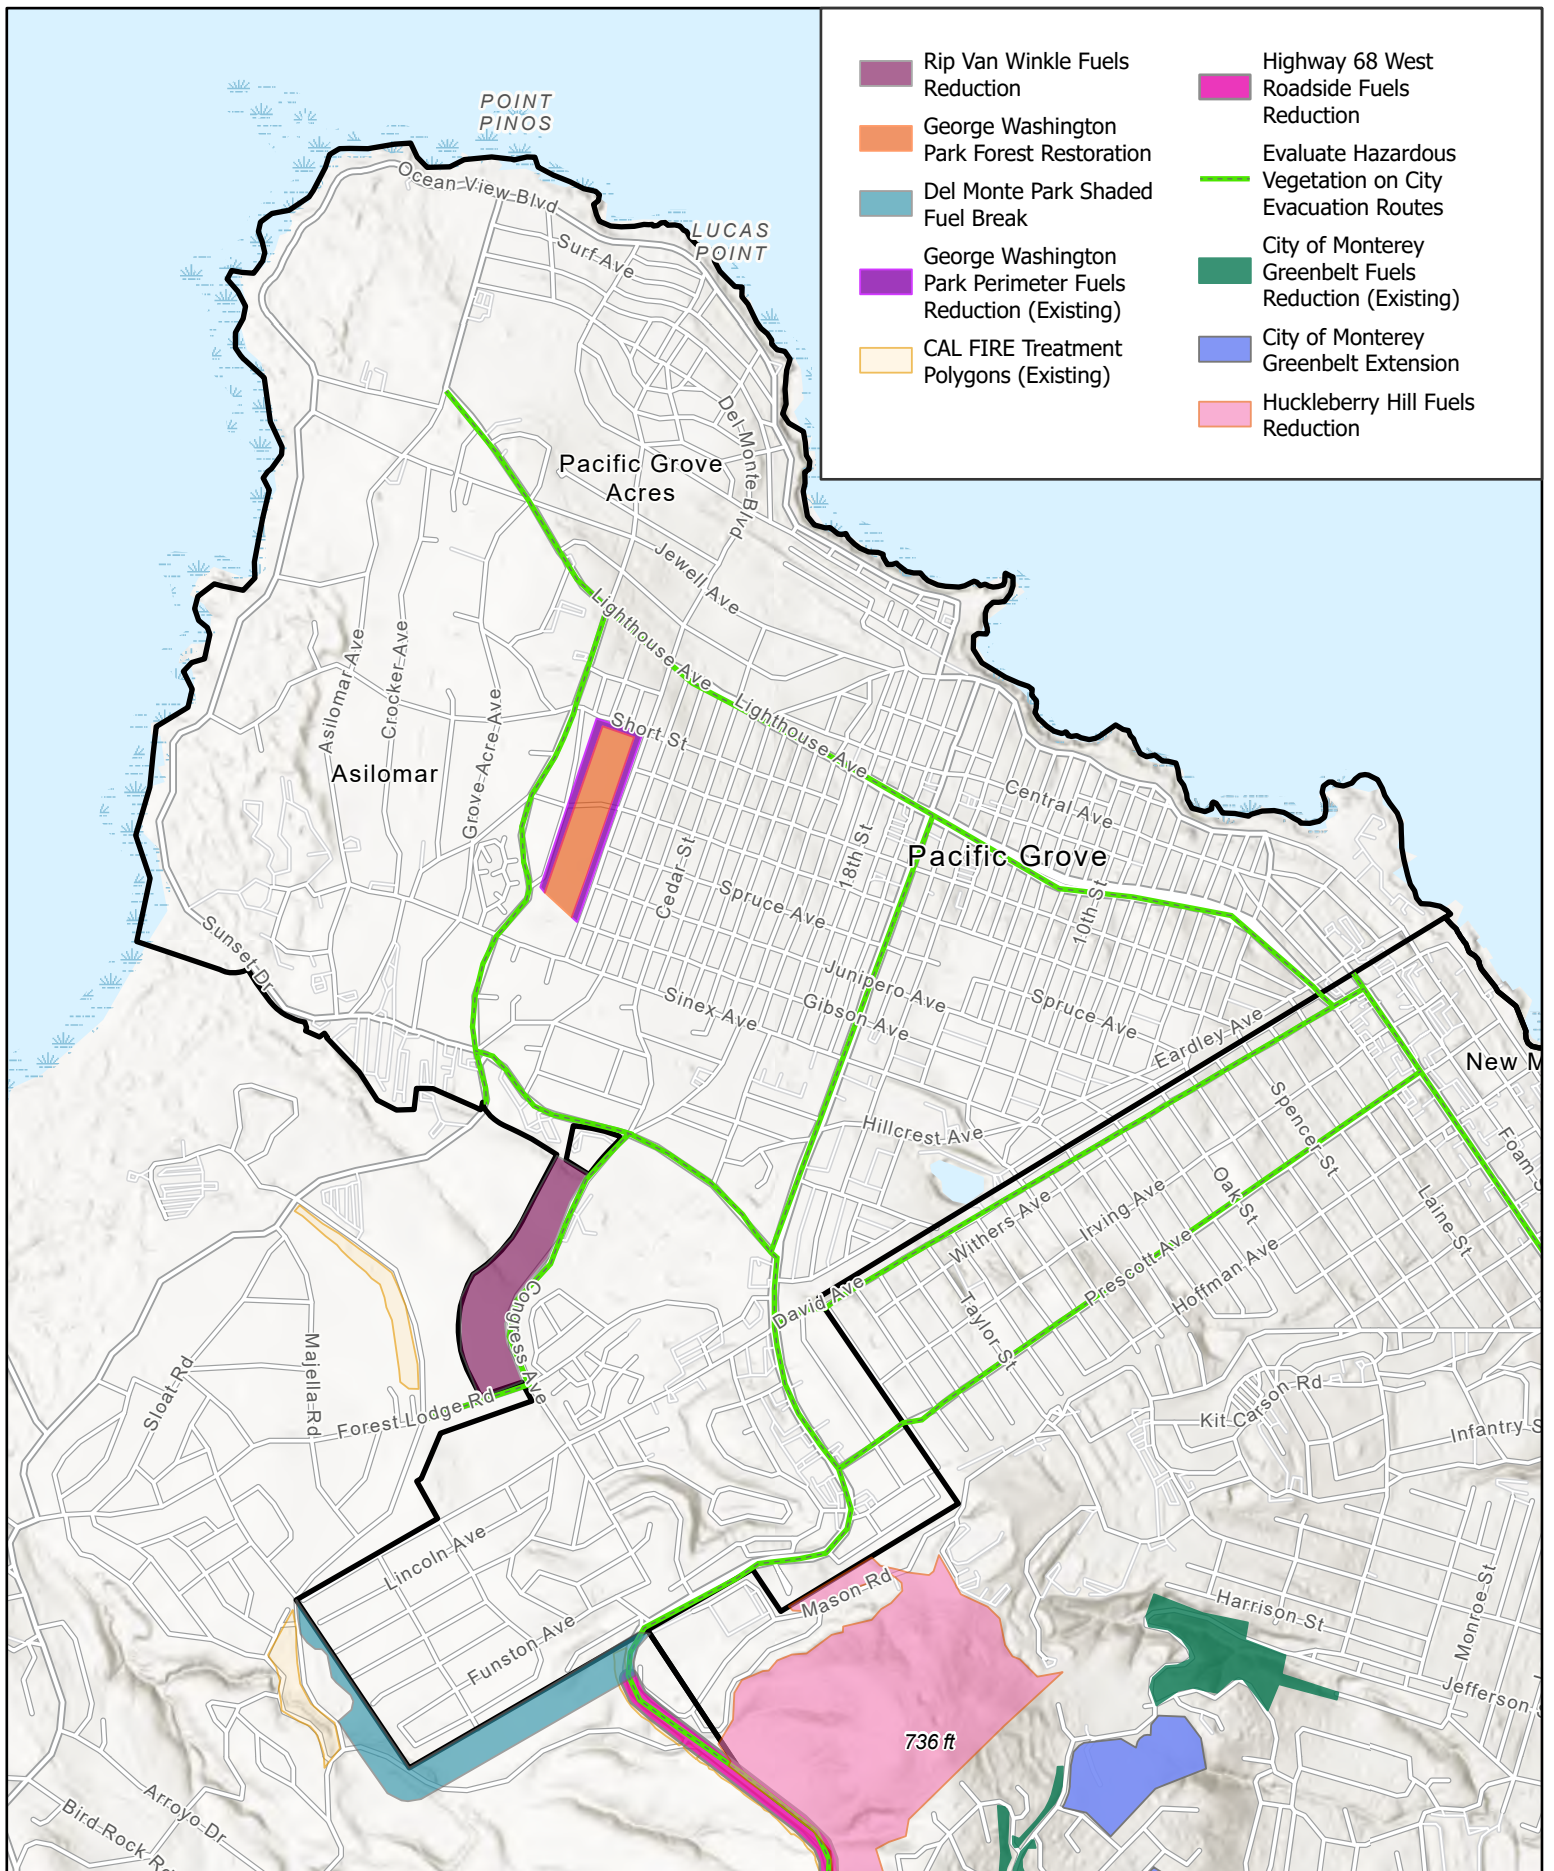 Rip Van Winkle Fuels
Reduction
George Washington
Park Forest Restoration
Del Monte Park Shaded
Fuel Break
George Washington
Park Perimeter Fuels
Reduction (Existing)
CAL FIRE Treatment
Polygons (Existing)
Highway 68 West
Roadside Fuels
Reduction
Evaluate Hazardous
Vegetation on City
Evacuation Routes
City of Monterey
Greenbelt Fuels
Reduction (Existing)
City of Monterey
Greenbelt Extension
Huckleberry Hill Fuels
Reduction
POINT
PINOS
Ocean View Blvd
LUCAS
POINT
Surf Ave
Del Monte Blvd
Pacific Grove
Acres
Jewell Ave
Lighthouse Ave
Lighthouse Ave
Asilomar Ave
Crocker Ave
Grove Acre Ave
Short St
Asilomar
Central Ave
Pacific Grove
18th St
Cedar St
Spruce Ave
10th St
Sunset Dr
Junipero Ave
Sinex Ave
Gibson Ave
Spruce Ave
Eardley Ave
New M
Hillcrest Ave
Spencer St
Foam S
Oak St
Laine St
Withers Ave
Irving Ave
Prescott Ave
Hoffman Ave
David Ave
Taylor St
Congress Ave
Majella Rd
Sloat Rd
Forest Lodge Rd
Kit Carson Rd
Infantry S
Lincoln Ave
Funston Ave
Mason Rd
Harrison St
Monroe St
Jefferson S
736 ft
Arroyo Dr
Bird Rock Rd